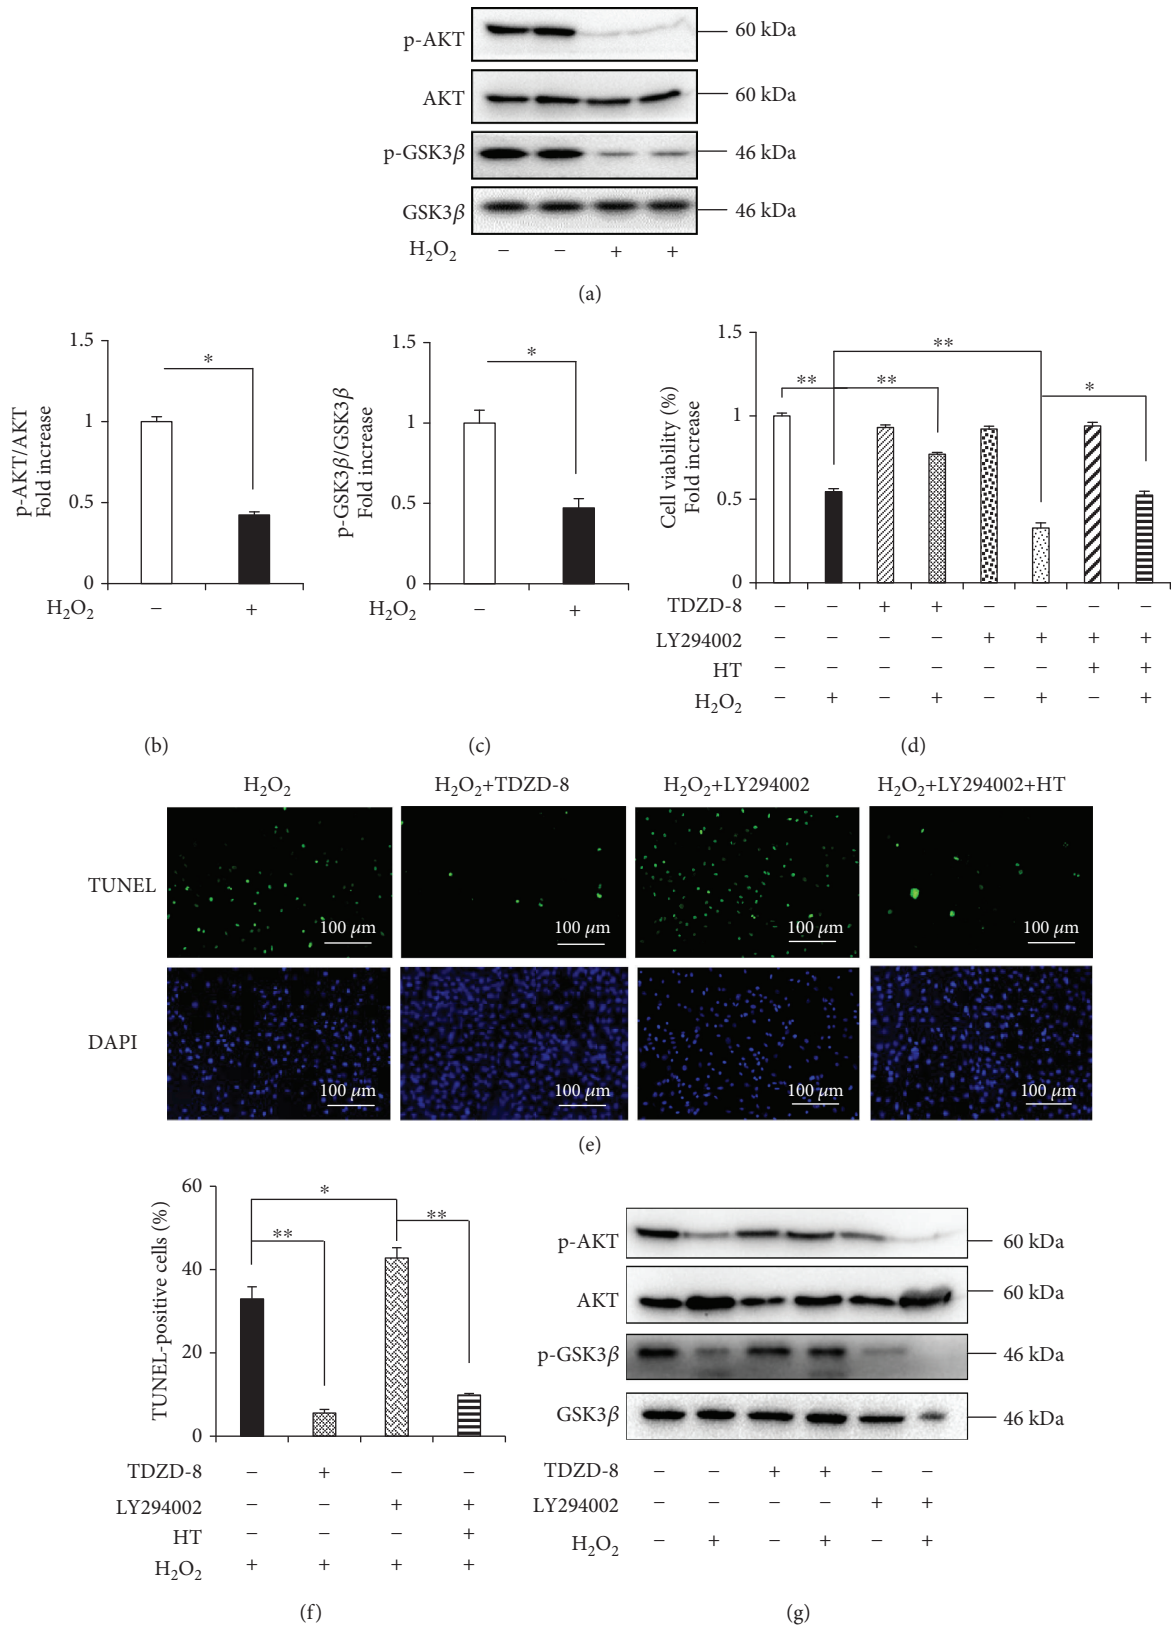 p-AKT 60 kDa
AKT 60 kDa
p-GSK3β 46 kDa
GSK3β 46 kDa
H₂O₂ − − + +
(a)
p-AKT/AKT
Fold increase
1.5
1
0.5
0
*
H₂O₂ − +
(b)
p-GSK3β/GSK3β
Fold increase
1.5
1
0.5
0
*
H₂O₂ − +
(c)
Cell viability (%)
Fold increase
1.5
1
0.5
0
**
** ** *
TDZD-8 − − + + − − − −
LY294002 − − − − + + + +
HT − − − − − − + +
H₂O₂ − + − + − + − +
(d)
H₂O₂ H₂O₂+TDZD-8 H₂O₂+LY294002 H₂O₂+LY294002+HT
TUNEL
100 μm 100 μm 100 μm 100 μm
DAPI
100 μm 100 μm 100 μm 100 μm
(e)
TUNEL-positive cells (%)
60
40
20
0
*
** **
TDZD-8 − + − −
LY294002 − − + +
HT − − − +
H₂O₂ + + + +
(f)
p-AKT 60 kDa
AKT 60 kDa
p-GSK3β 46 kDa
GSK3β 46 kDa
TDZD-8 − − + + − −
LY294002 − − − − + +
H₂O₂ − + − + − +
(g)